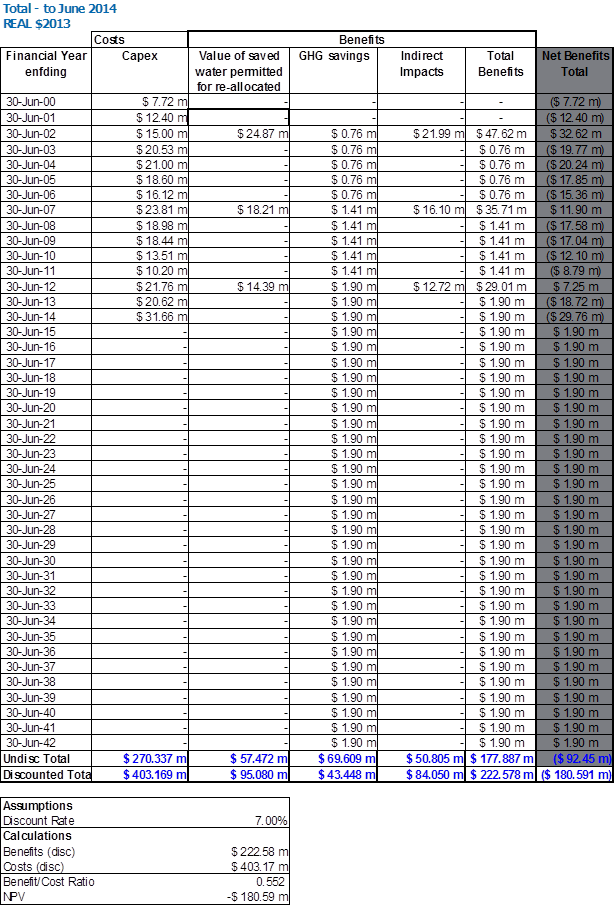 Total - to June 2014
REAL $2013
Costs Benefits
Financial Year enfding Capex Value of saved water permitted for re-allocated GHG savings Indirect Impacts Total Benefits Net Benefits Total
30-Jun-00 $ 7.72 m - - - - ($ 7.72 m)
30-Jun-01 $ 12.40 m - - - - ($ 12.40 m)
30-Jun-02 $ 15.00 m $ 24.87 m $ 0.76 m $ 21.99 m $ 47.62 m $ 32.62 m
30-Jun-03 $ 20.53 m - $ 0.76 m - $ 0.76 m ($ 19.77 m)
30-Jun-04 $ 21.00 m - $ 0.76 m - $ 0.76 m ($ 20.24 m)
30-Jun-05 $ 18.60 m - $ 0.76 m - $ 0.76 m ($ 17.85 m)
30-Jun-06 $ 16.12 m - $ 0.76 m - $ 0.76 m ($ 15.36 m)
30-Jun-07 $ 23.81 m $ 18.21 m $ 1.41 m $ 16.10 m $ 35.71 m $ 11.90 m
30-Jun-08 $ 18.98 m - $ 1.41 m - $ 1.41 m ($ 17.58 m)
30-Jun-09 $ 18.44 m - $ 1.41 m - $ 1.41 m ($ 17.04 m)
30-Jun-10 $ 13.51 m - $ 1.41 m - $ 1.41 m ($ 12.10 m)
30-Jun-11 $ 10.20 m - $ 1.41 m - $ 1.41 m ($ 8.79 m)
30-Jun-12 $ 21.76 m $ 14.39 m $ 1.90 m $ 12.72 m $ 29.01 m $ 7.25 m
30-Jun-13 $ 20.62 m - $ 1.90 m - $ 1.90 m ($ 18.72 m)
30-Jun-14 $ 31.66 m - $ 1.90 m - $ 1.90 m ($ 29.76 m)
30-Jun-15 - - $ 1.90 m - $ 1.90 m $ 1.90 m
30-Jun-16 - - $ 1.90 m - $ 1.90 m $ 1.90 m
30-Jun-17 - - $ 1.90 m - $ 1.90 m $ 1.90 m
30-Jun-18 - - $ 1.90 m - $ 1.90 m $ 1.90 m
30-Jun-19 - - $ 1.90 m - $ 1.90 m $ 1.90 m
30-Jun-20 - - $ 1.90 m - $ 1.90 m $ 1.90 m
30-Jun-21 - - $ 1.90 m - $ 1.90 m $ 1.90 m
30-Jun-22 - - $ 1.90 m - $ 1.90 m $ 1.90 m
30-Jun-23 - - $ 1.90 m - $ 1.90 m $ 1.90 m
30-Jun-24 - - $ 1.90 m - $ 1.90 m $ 1.90 m
30-Jun-25 - - $ 1.90 m - $ 1.90 m $ 1.90 m
30-Jun-26 - - $ 1.90 m - $ 1.90 m $ 1.90 m
30-Jun-27 - - $ 1.90 m - $ 1.90 m $ 1.90 m
30-Jun-28 - - $ 1.90 m - $ 1.90 m $ 1.90 m
30-Jun-29 - - $ 1.90 m - $ 1.90 m $ 1.90 m
30-Jun-30 - - $ 1.90 m - $ 1.90 m $ 1.90 m
30-Jun-31 - - $ 1.90 m - $ 1.90 m $ 1.90 m
30-Jun-32 - - $ 1.90 m - $ 1.90 m $ 1.90 m
30-Jun-33 - - $ 1.90 m - $ 1.90 m $ 1.90 m
30-Jun-34 - - $ 1.90 m - $ 1.90 m $ 1.90 m
30-Jun-35 - - $ 1.90 m - $ 1.90 m $ 1.90 m
30-Jun-36 - - $ 1.90 m - $ 1.90 m $ 1.90 m
30-Jun-37 - - $ 1.90 m - $ 1.90 m $ 1.90 m
30-Jun-38 - - $ 1.90 m - $ 1.90 m $ 1.90 m
30-Jun-39 - - $ 1.90 m - $ 1.90 m $ 1.90 m
30-Jun-40 - - $ 1.90 m - $ 1.90 m $ 1.90 m
30-Jun-41 - - $ 1.90 m - $ 1.90 m $ 1.90 m
30-Jun-42 - - $ 1.90 m - $ 1.90 m $ 1.90 m
Undisc Total $ 270.337 m $ 57.472 m $ 69.609 m $ 50.805 m $ 177.887 m ($ 92.45 m)
Discounted Tota $ 403.169 m $ 95.080 m $ 43.448 m $ 84.050 m $ 222.578 m ($ 180.591 m)
Assumptions
Discount Rate 7.00%
Calculations
Benefits (disc) $ 222.58 m
Costs (disc) $ 403.17 m
Benefit/Cost Ratio 0.552
NPV -$ 180.59 m